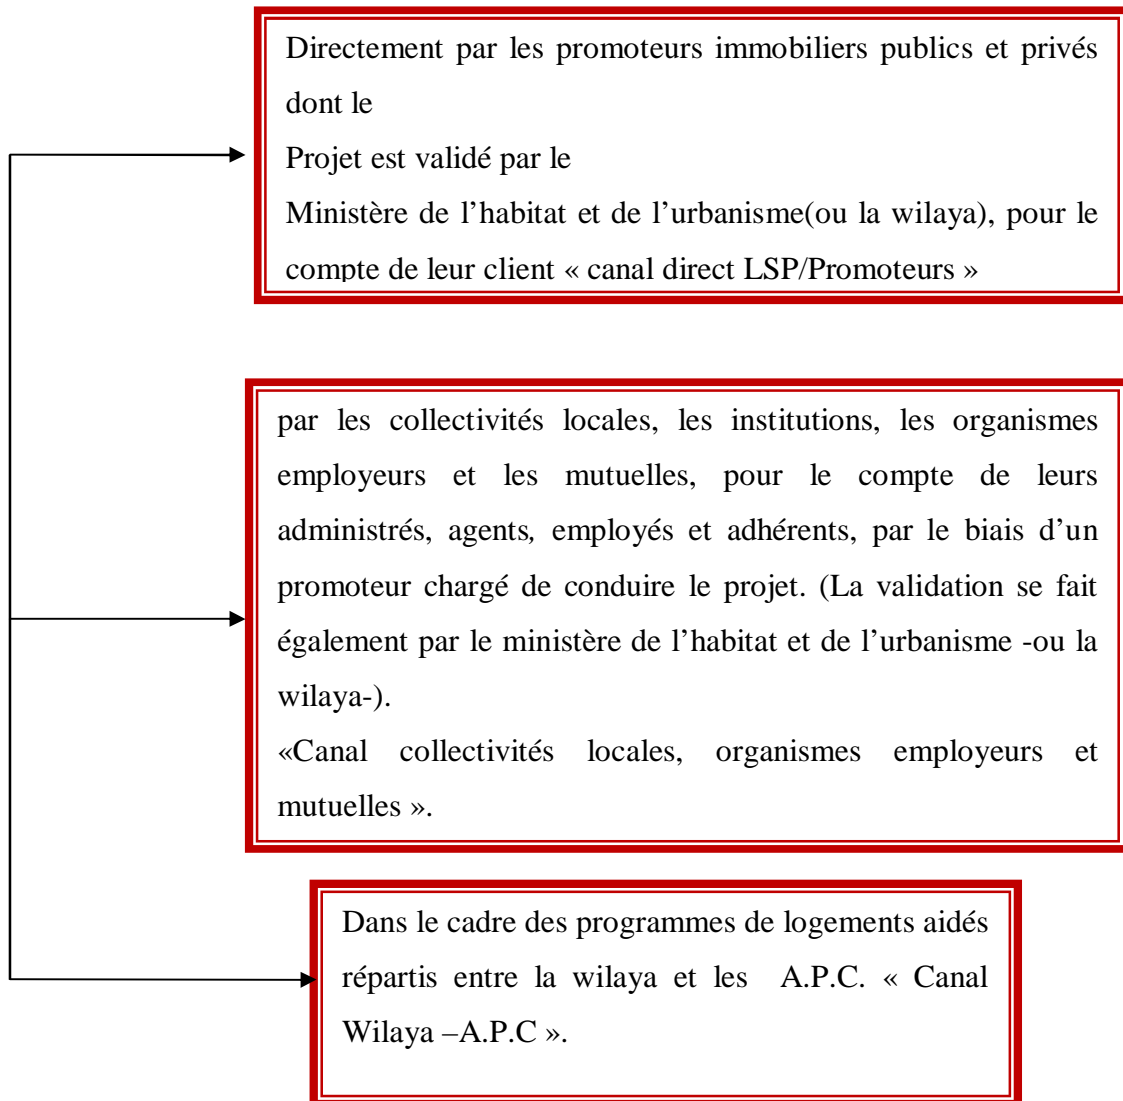 Directement par les promoteurs immobiliers publics et privés
dont le
Projet est validé par le
Ministère de l’habitat et de l’urbanisme(ou la wilaya), pour le
compte de leur client « canal direct LSP/Promoteurs »
par les collectivités locales, les institutions, les organismes
employeurs et les mutuelles, pour le compte de leurs
administrés, agents, employés et adhérents, par le biais d’un
promoteur chargé de conduire le projet. (La validation se fait
également par le ministère de l’habitat et de l’urbanisme -ou la
wilaya-).
«Canal collectivités locales, organismes employeurs et
mutuelles ».
Dans le cadre des programmes de logements aidés
répartis entre la wilaya et les A.P.C. « Canal
Wilaya –A.P.C ».